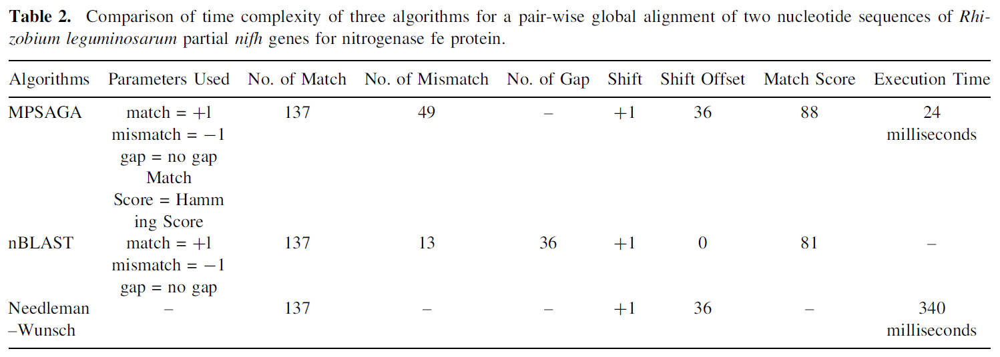 Table 2. Comparison of time complexity of three algorithms for a pair-wise global alignment of two nucleotide sequences of Rhi-
zobium leguminosarum partial nifh genes for nitrogenase fe protein.
Algorithms Parameters Used No. of Match No. of Mismatch No. of Gap Shift Shift Offset Match Score Execution Time
MPSAGA match = +1 137 49 – +1 36 88 24
mismatch = −1 milliseconds
gap = no gap
Match
Score = Hamm
ing Score
nBLAST match = +1 137 13 36 +1 0 81 –
mismatch = −1
gap = no gap
Needleman – 137 – – +1 36 – 340
–Wunsch milliseconds